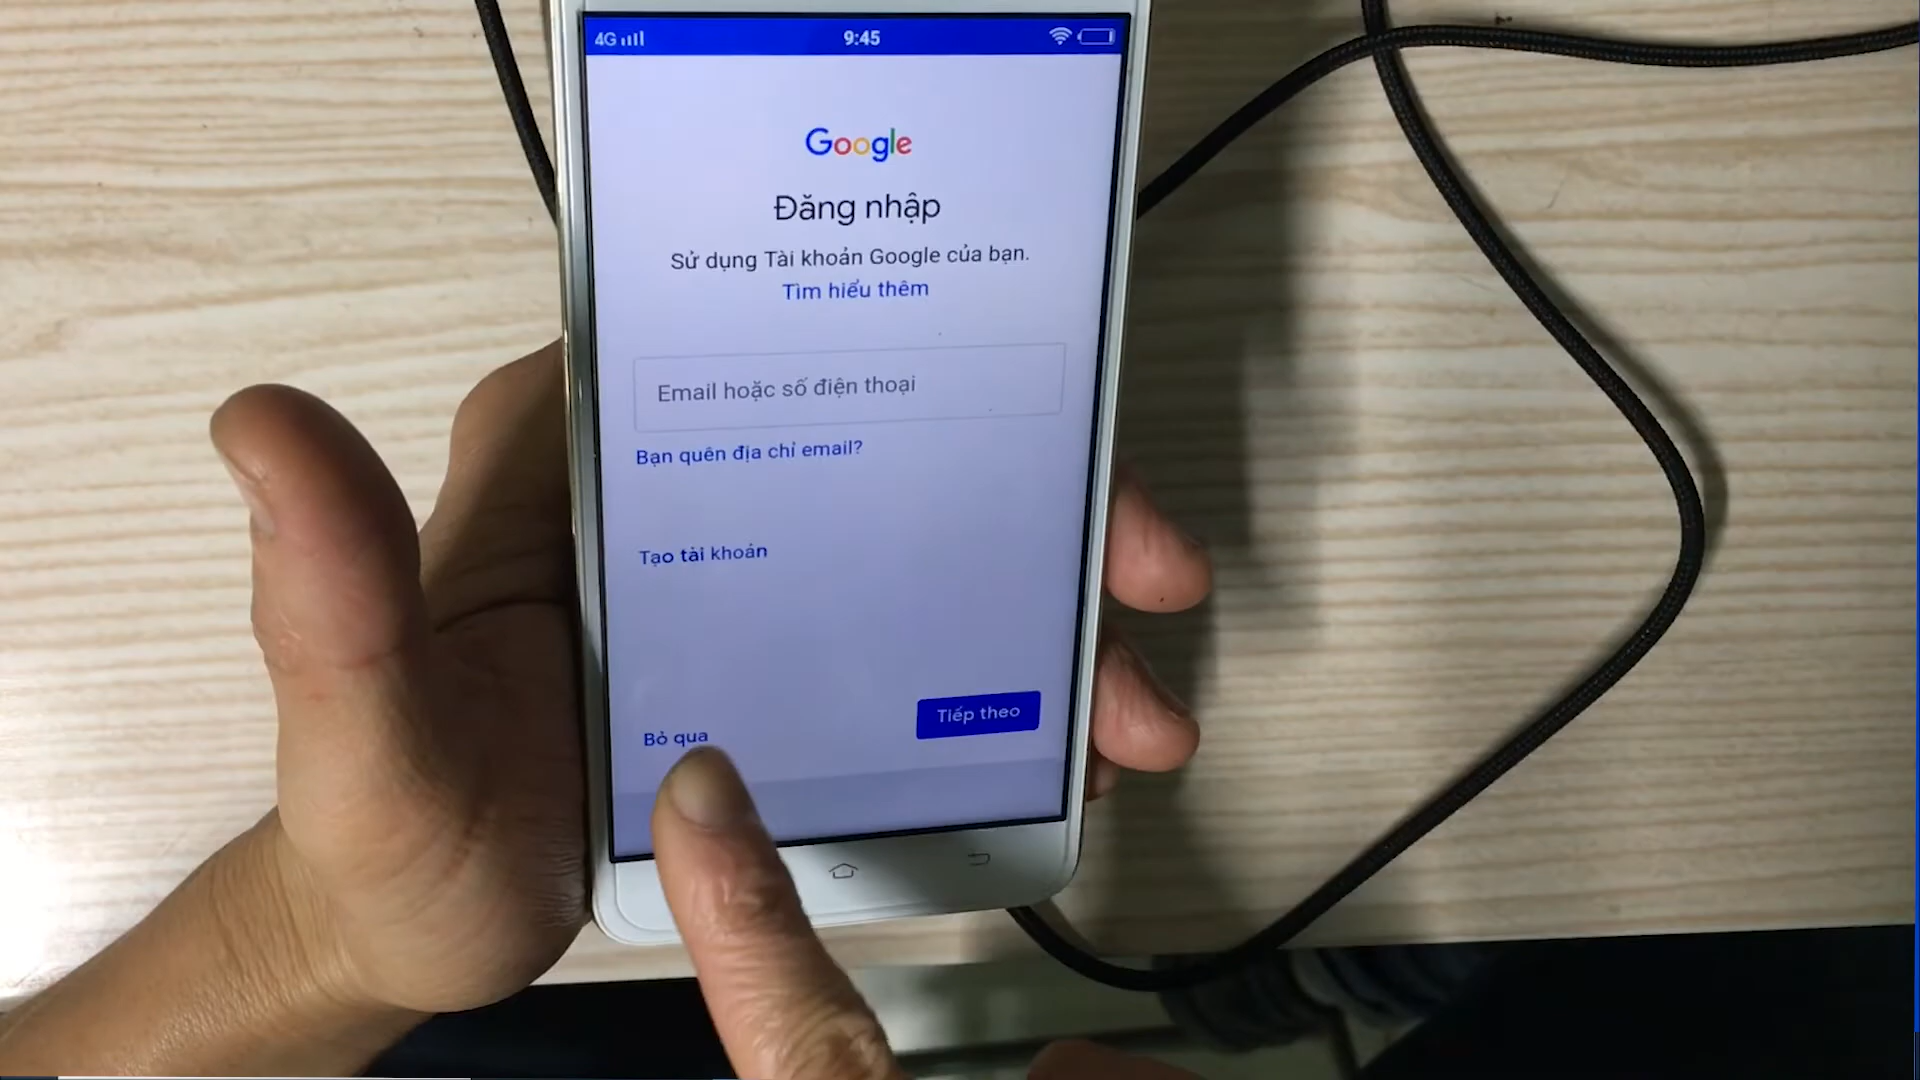 4G 9:45
Google
Đăng nhập
Sử dụng Tài khoản Google của bạn.
Tìm hiểu thêm
Email hoặc số điện thoại
Bạn quên địa chỉ email?
Tạo tài khoản
Bỏ qua
Tiếp theo